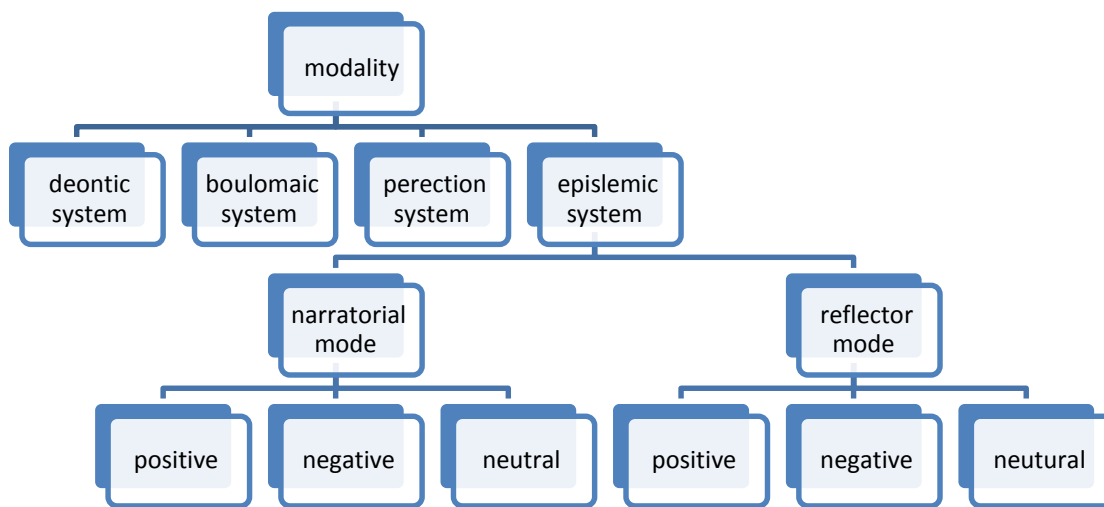 modality
deontic
system
boulomaic
system
perection
system
epislemic
system
narratorial
mode
reflector
mode
positive
negative
neutral
positive
negative
neutural